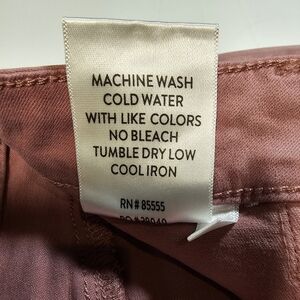 MACHINE WASH
COLD WATER
WITH LIKE COLORS
NO BLEACH
TUMBLE DRY LOW
COOL IRON
RN# 85555